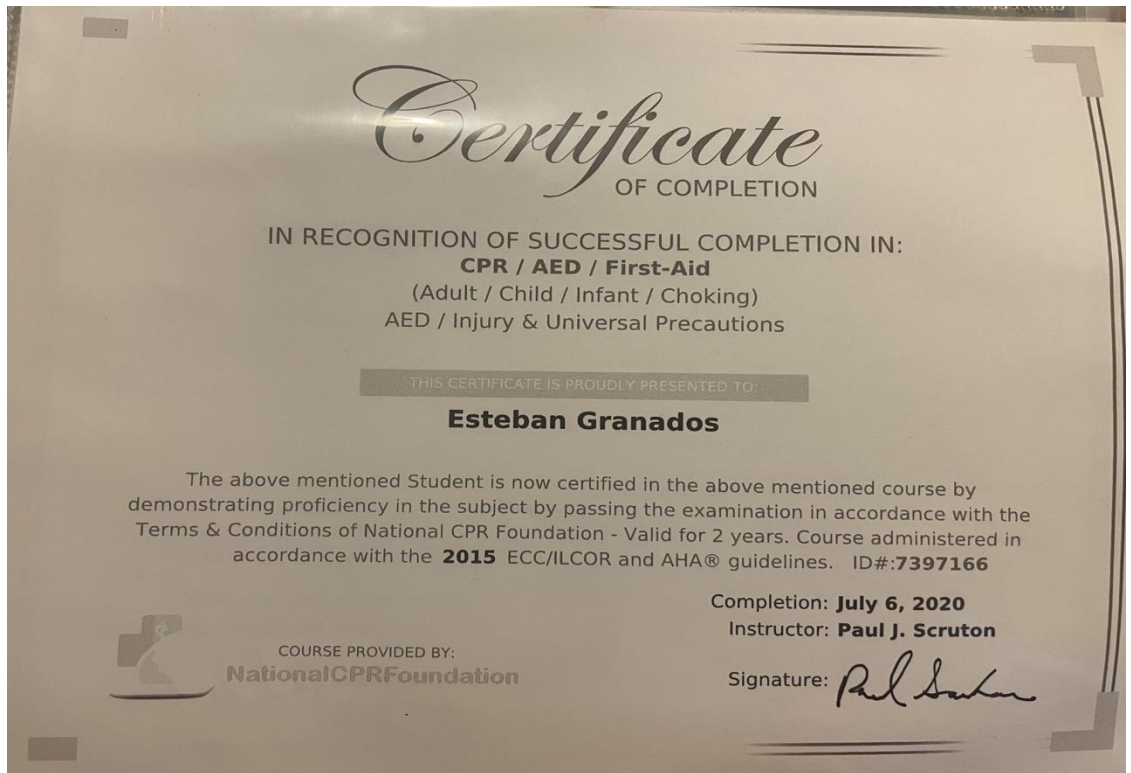 Certificate
OF COMPLETION
IN RECOGNITION OF SUCCESSFUL COMPLETION IN:
CPR / AED / First-Aid
(Adult / Child / Infant / Choking)
AED / Injury & Universal Precautions
THIS CERTIFICATE IS PROUDLY PRESENTED TO:
Esteban Granados
The above mentioned Student is now certified in the above mentioned course by
demonstrating proficiency in the subject by passing the examination in accordance with the
Terms & Conditions of National CPR Foundation - Valid for 2 years. Course administered in
accordance with the 2015 ECC/ILCOR and AHA® guidelines. ID#:7397166
Completion: July 6, 2020
Instructor: Paul J. Scruton
COURSE PROVIDED BY:
NationalCPRFoundation
Signature: Paul